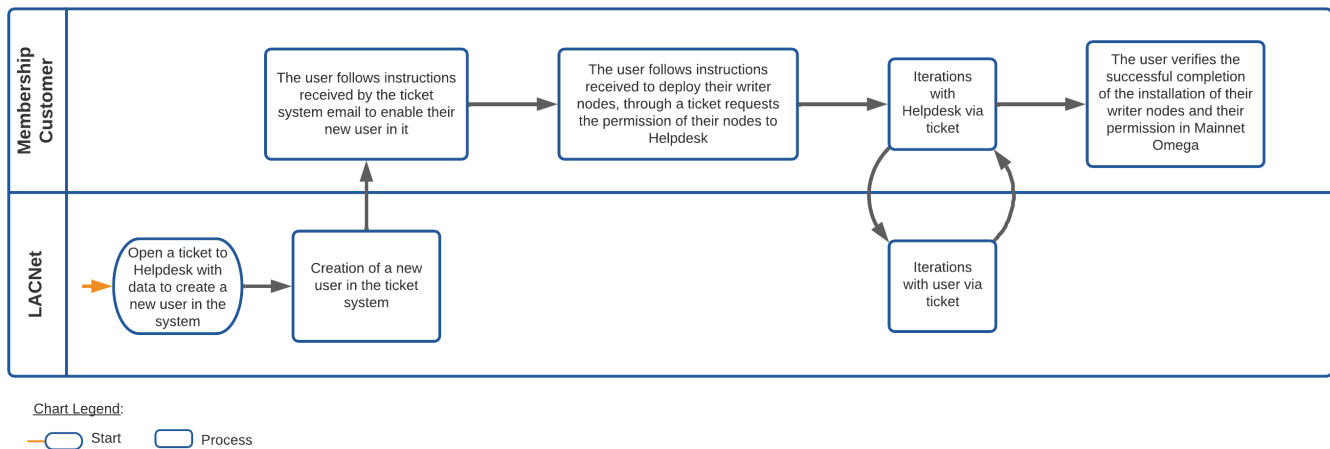 Membership
Customer
The user follows instructions
received by the ticket
system email to enable their
new user in it
The user follows instructions
received to deploy their writer
nodes, through a ticket requests
the permission of their nodes to
Helpdesk
Iterations
with
Helpdesk via
ticket
The user verifies the
successful completion
of the installation of their
writer nodes and their
permission in Mainnet
Omega
LACNet
Open a ticket to
Helpdesk with
data to create a
new user in the
system
Creation of a new
user in the ticket
system
Iterations
with user via
ticket
Chart Legend:
Start
Process